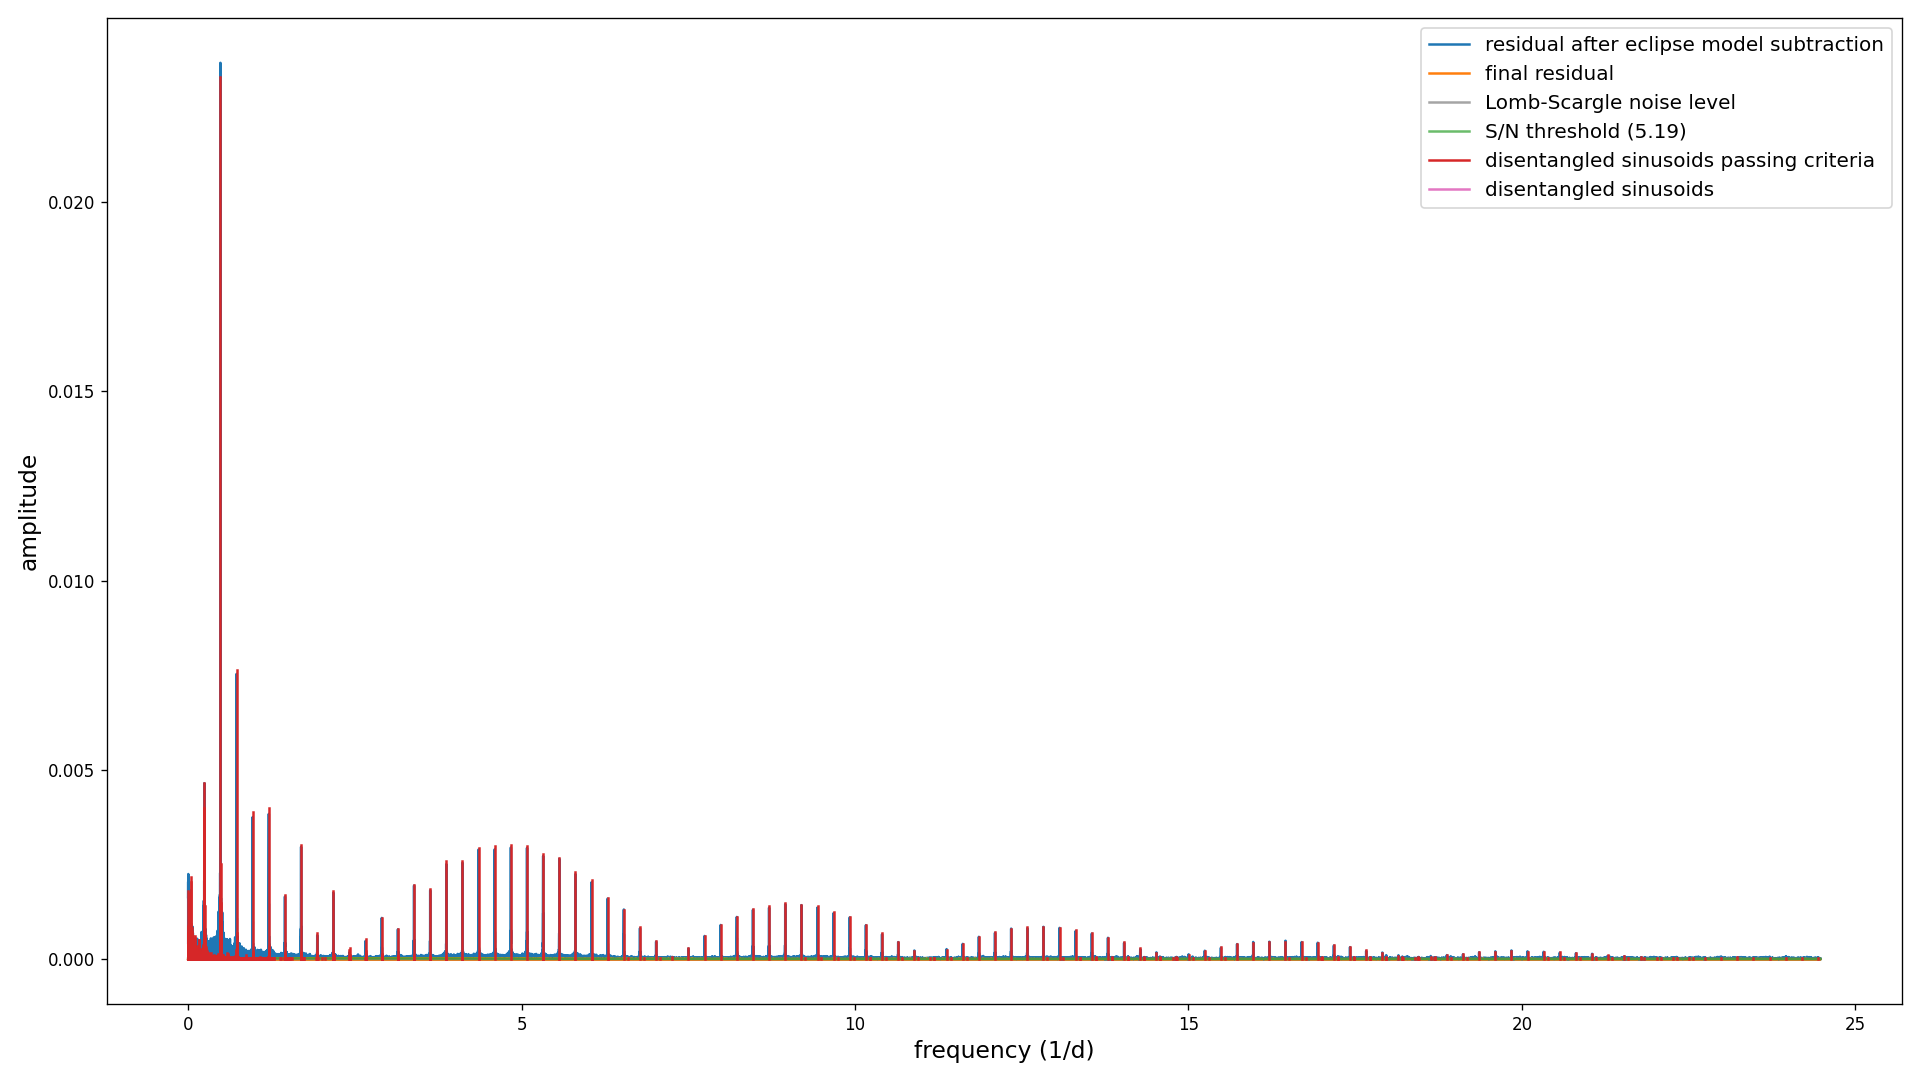 residual after eclipse model subtraction
final residual
Lomb-Scargle noise level
S/N threshold (5.19)
disentangled sinusoids passing criteria
disentangled sinusoids
0.020
0.015
0.010
0.005
0.000
amplitude
0 5 10 15 20 25
frequency (1/d)